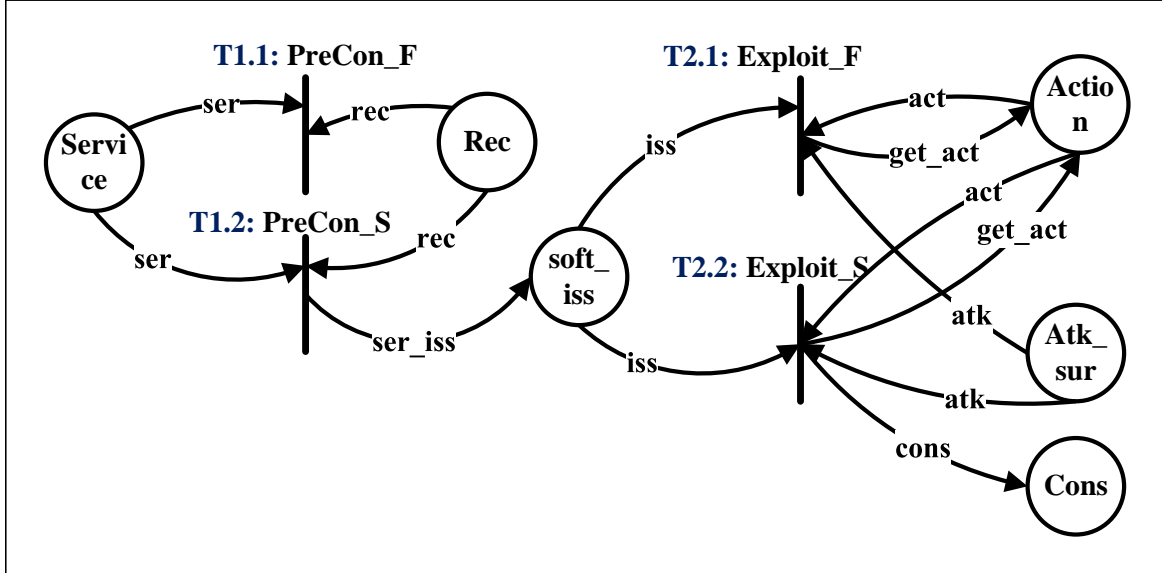 T1.1: PreCon_F
T2.1: Exploit_F
ser
rec
Servi
ce
Rec
iss
act
get_act
Actio
n
T1.2: PreCon_S
ser
rec
ser_iss
soft_
iss
T2.2: Exploit_S
iss
act
get_act
atk
Atk_
sur
atk
cons
Cons